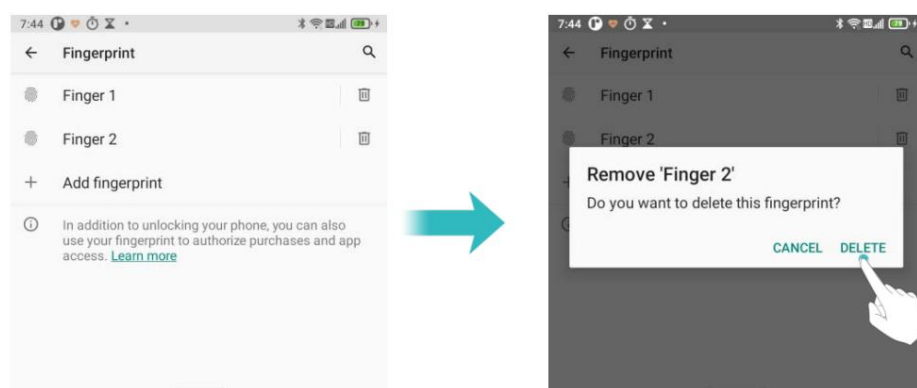 7:44
Fingerprint
Finger 1
Finger 2
Add fingerprint
In addition to unlocking your phone, you can also
use your fingerprint to authorize purchases and app
access. Learn more
7:44
Fingerprint
Finger 1
Finger 2
Remove 'Finger 2'
Do you want to delete this fingerprint?
CANCEL DELETE